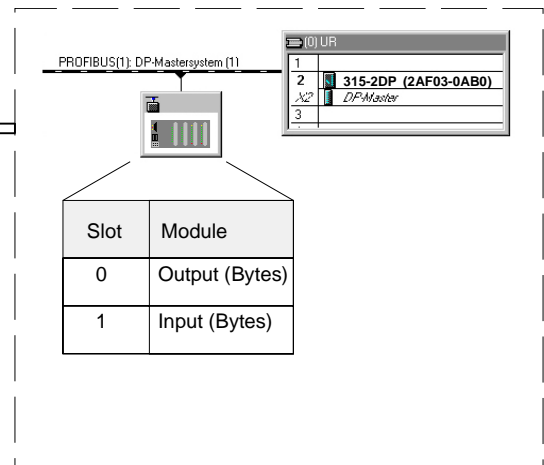 (0) UR
PROFIBUS(1): DP-Mastersystem (1)
1
2 315-2DP (2AF03-0AB0)
X2 DP-Master
3
Slot Module
0 Output (Bytes)
1 Input (Bytes)